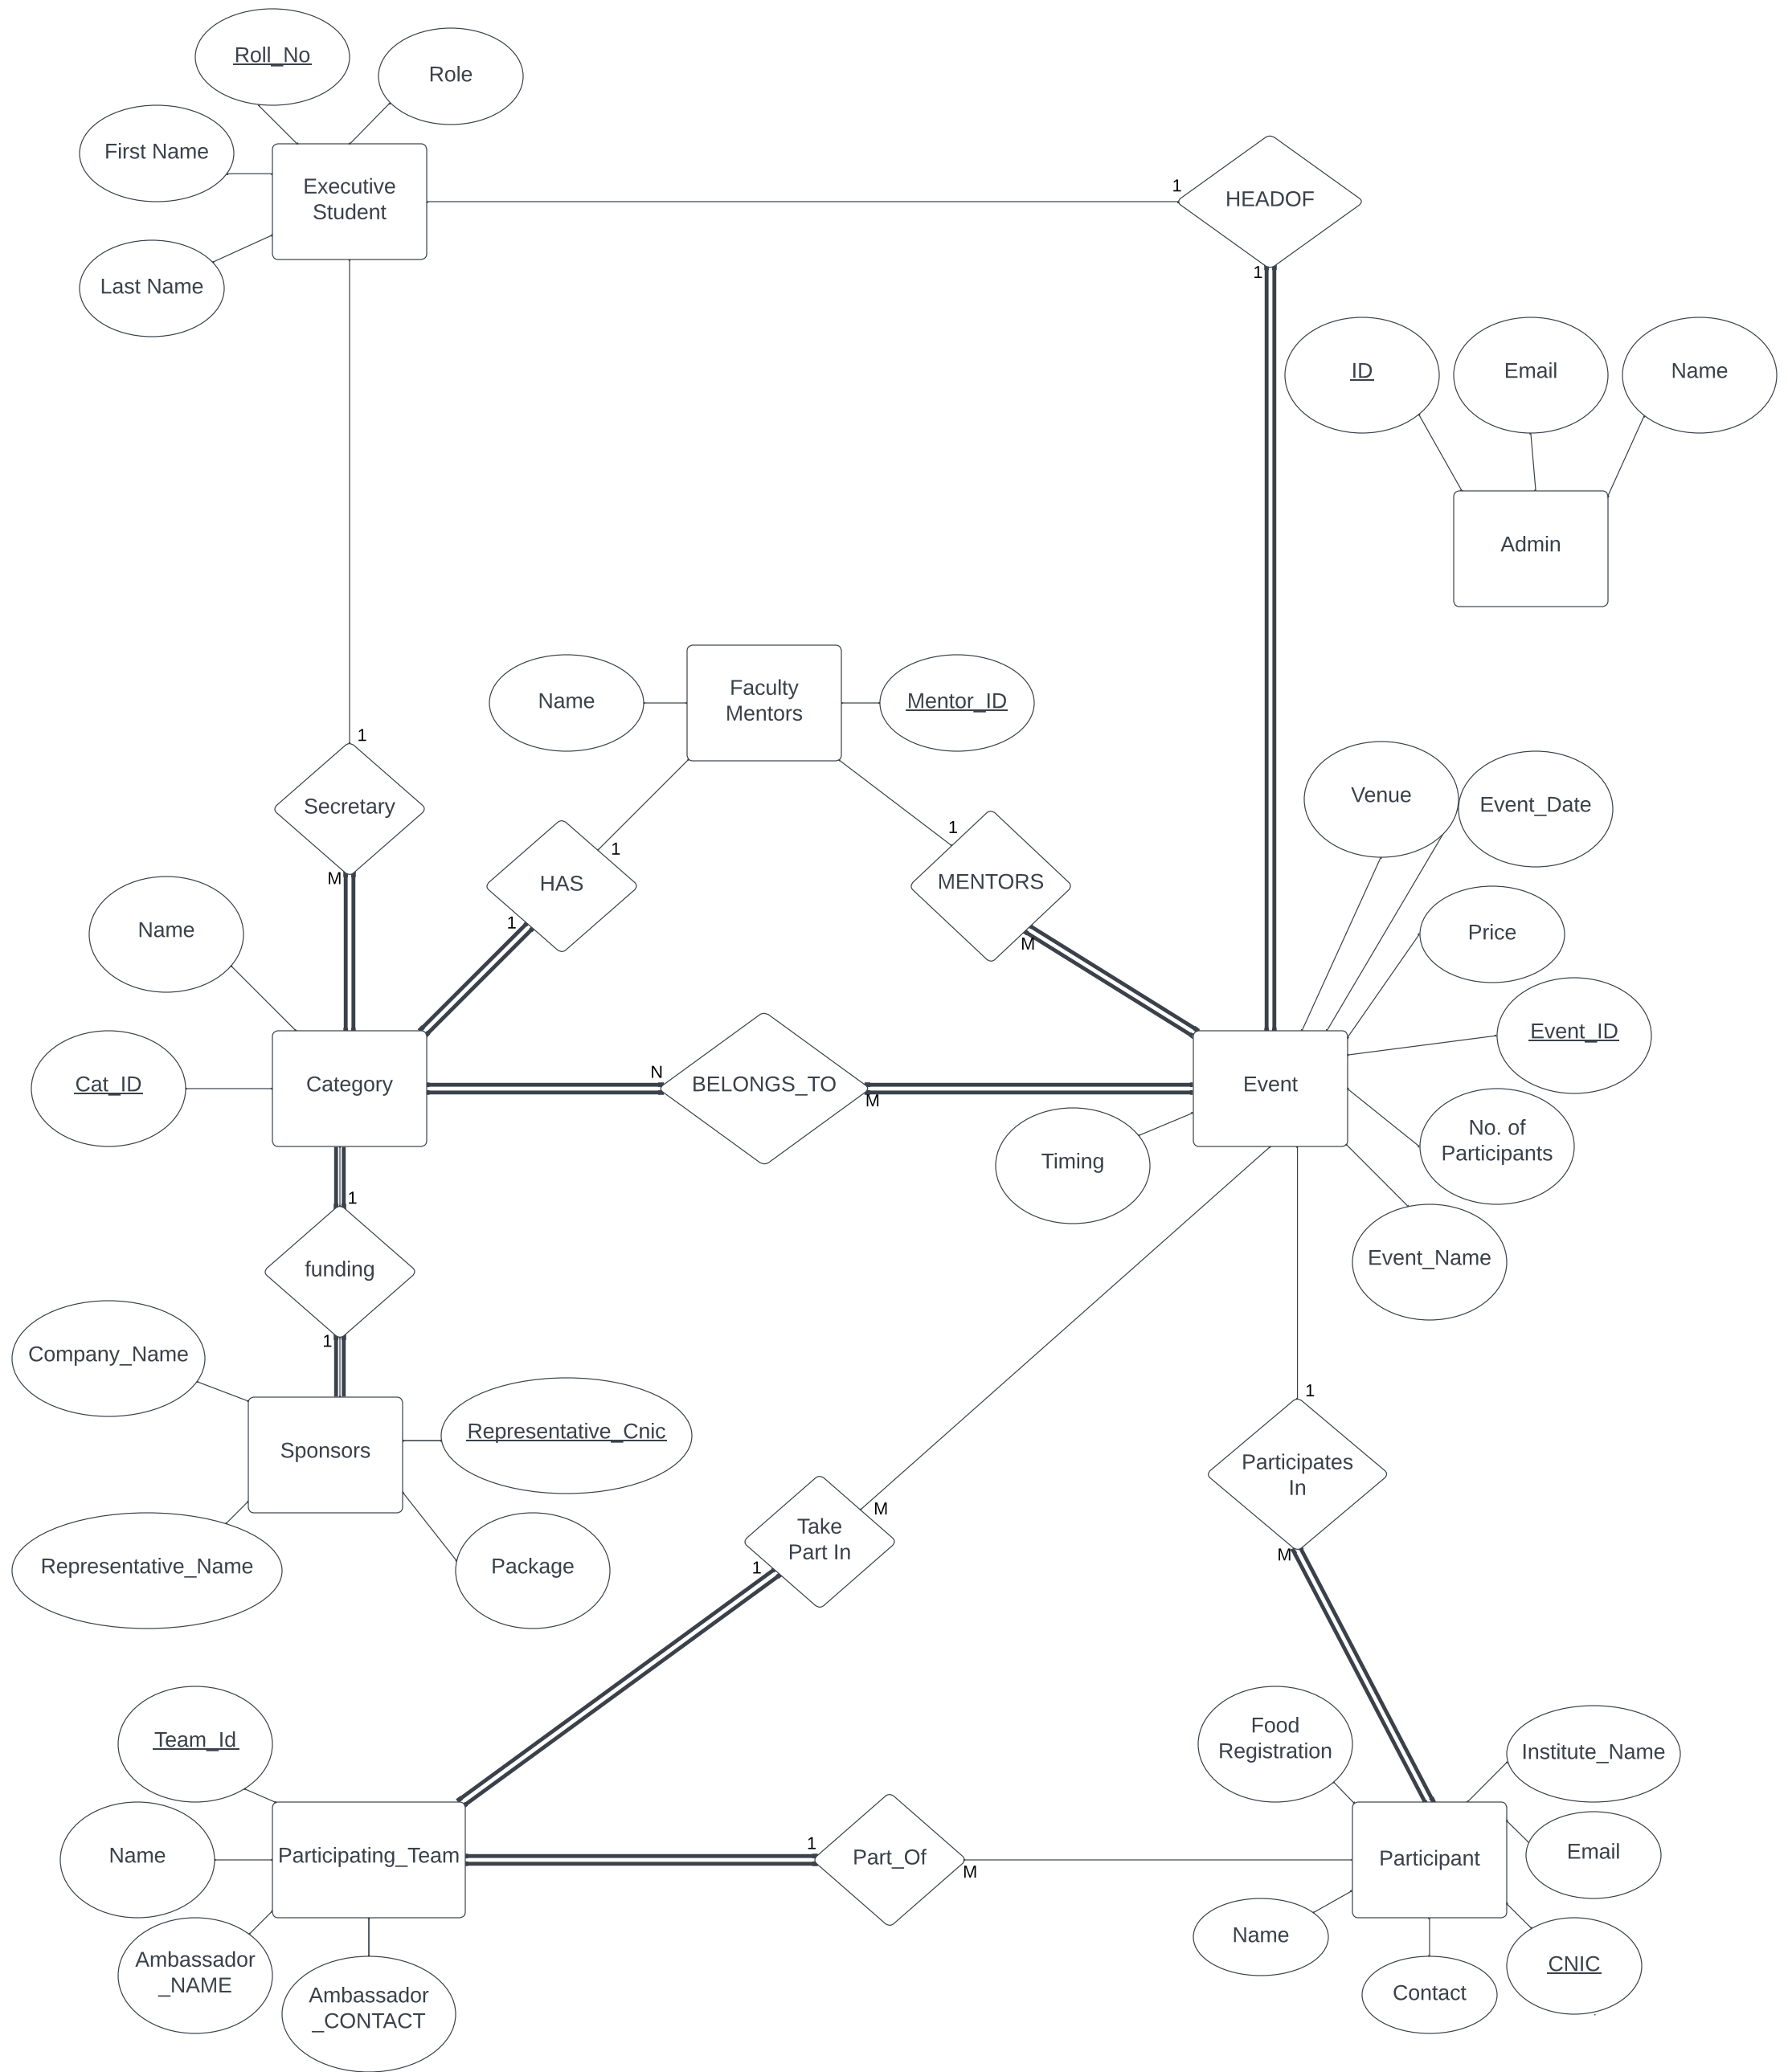 Roll_No
Role
First Name
Executive
Student
Last Name
1
HEADOF
1
ID
Email
Name
Admin
Name
Faculty
Mentors
Mentor_ID
1
Secretary
M
1
HAS
1
1
MENTORS
M
Venue
Event_Date
Price
Event_ID
No. of
Participants
Event_Name
Name
Cat_ID
Category
N
BELONGS_TO
M
Event
Timing
1
funding
1
Company_Name
Sponsors
Representative_Cnic
Representative_Name
Package
M
Take
Part In
1
1
Participates
In
M
Team_Id
Name
Participating_Team
Ambassador
_NAME
Ambassador
_CONTACT
1
Part_Of
M
Food
Registration
Institute_Name
Participant
Email
Name
Contact
CNIC